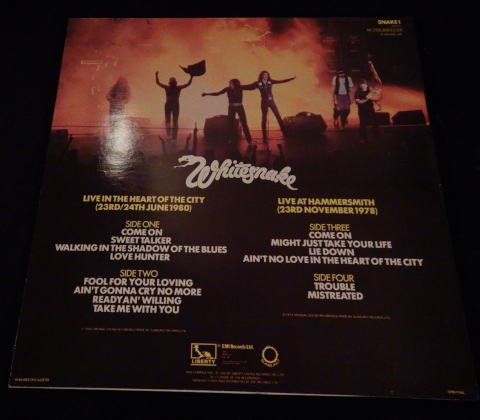 SNAKE 1
Whitesnake
LIVE IN THE HEART OF THE CITY
(23RD/24TH JUNE 1980)
SIDE ONE
COME ON
SWEET TALKER
WALKING IN THE SHADOW OF THE BLUES
LOVE HUNTER
SIDE TWO
FOOL FOR YOUR LOVING
AIN'T GONNA CRY NO MORE
READY AN' WILLING
TAKE ME WITH YOU
LIVE AT HAMMERSMITH
(23RD NOVEMBER 1978)
SIDE THREE
COME ON
MIGHT JUST TAKE YOUR LIFE
LIE DOWN
AIN'T NO LOVE IN THE HEART OF THE CITY
SIDE FOUR
TROUBLE
MISTREATED
LIBERTY
EMI Records Ltd.